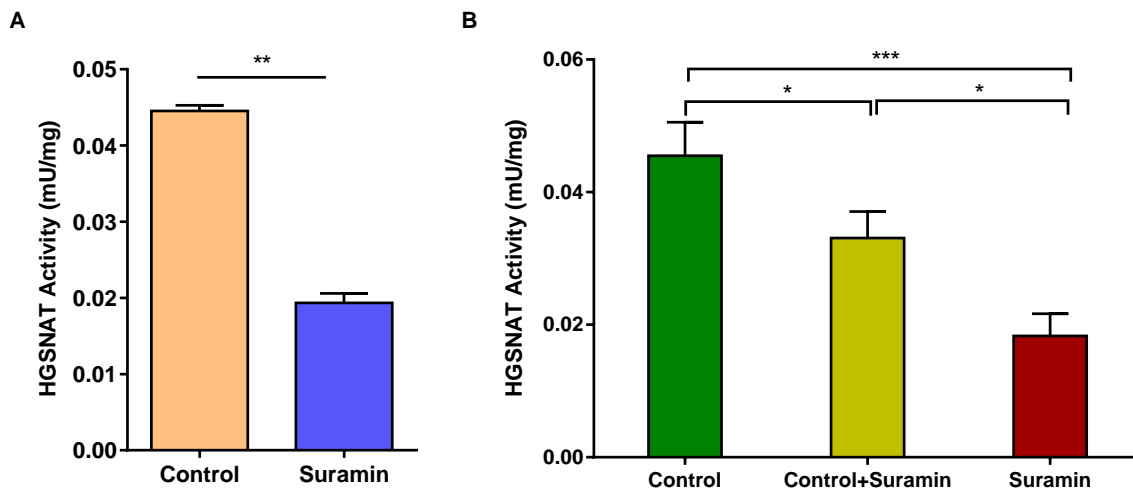 A
HGSNAT Activity (mU/mg)
0.05
0.04
0.03
0.02
0.01
0.00
**
Control Suramin
B
HGSNAT Activity (mU/mg)
0.06
0.04
0.02
0.00
***
* *
Control Control+Suramin Suramin